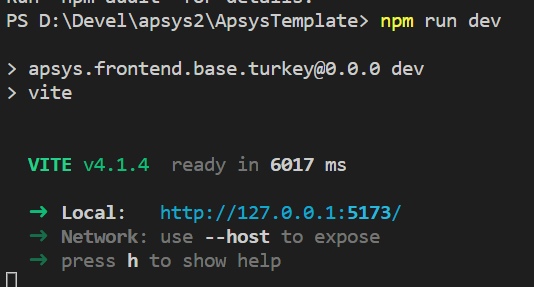 Run `npm audit` for details.
PS D:\Devel\apsys2\ApsysTemplate> npm run dev
> apsys.frontend.base.turkey@0.0.0 dev
> vite
VITE v4.1.4  ready in 6017 ms
➜ Local:   http://127.0.0.1:5173/
➜ Network: use --host to expose
➜ press h to show help